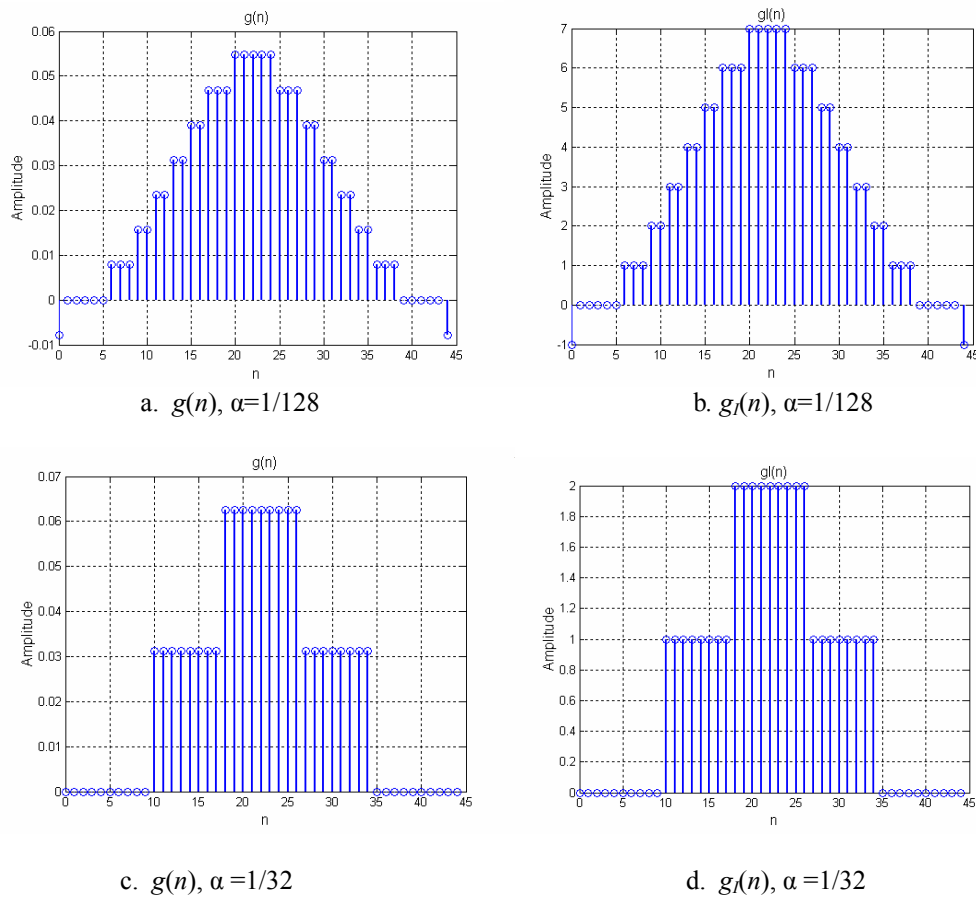 g(n)
0.06
0.05
0.04
0.03
0.02
0.01
0
-0.01
Amplitude
0 5 10 15 20 25 30 35 40 45
n
a. g(n), α=1/128
gI(n)
7
6
5
4
3
2
1
0
-1
Amplitude
0 5 10 15 20 25 30 35 40 45
n
b. gI(n), α=1/128
g(n)
0.07
0.06
0.05
0.04
0.03
0.02
0.01
0
Amplitude
0 5 10 15 20 25 30 35 40 45
n
c. g(n), α =1/32
gI(n)
2
1.8
1.6
1.4
1.2
1
0.8
0.6
0.4
0.2
0
Amplitude
0 5 10 15 20 25 30 35 40 45
n
d. gI(n), α =1/32